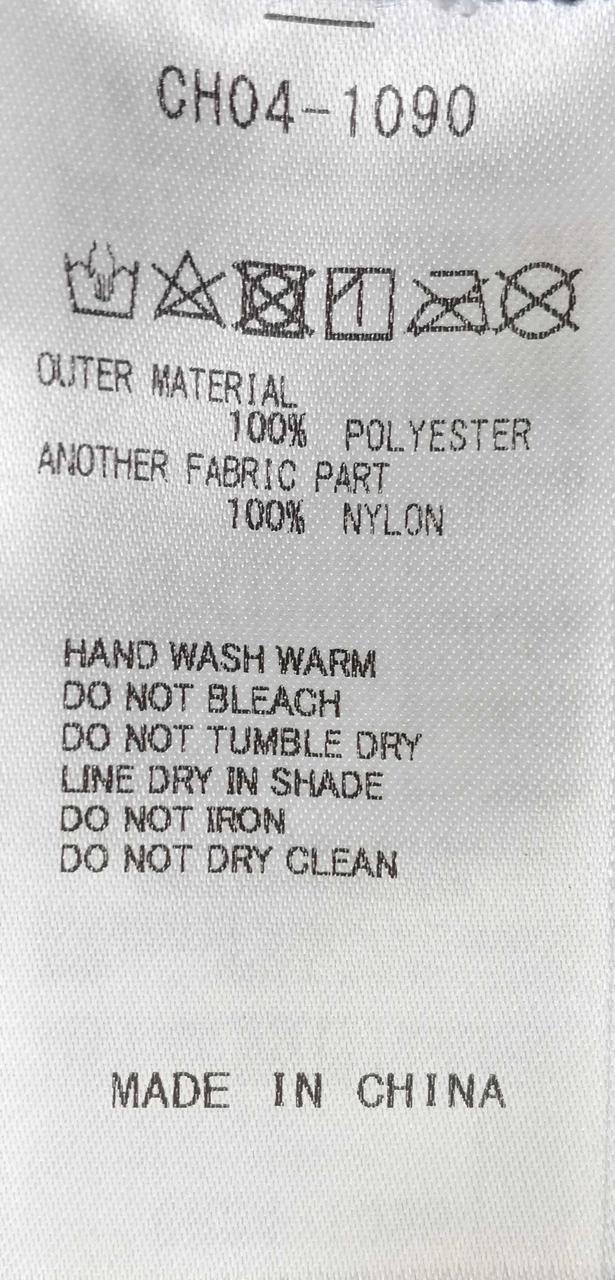 CH04-1090
OUTER MATERIAL
100% POLYESTER
ANOTHER FABRIC PART
100% NYLON
HAND WASH WARM
DO NOT BLEACH
DO NOT TUMBLE DRY
LINE DRY IN SHADE
DO NOT IRON
DO NOT DRY CLEAN
MADE IN CHINA